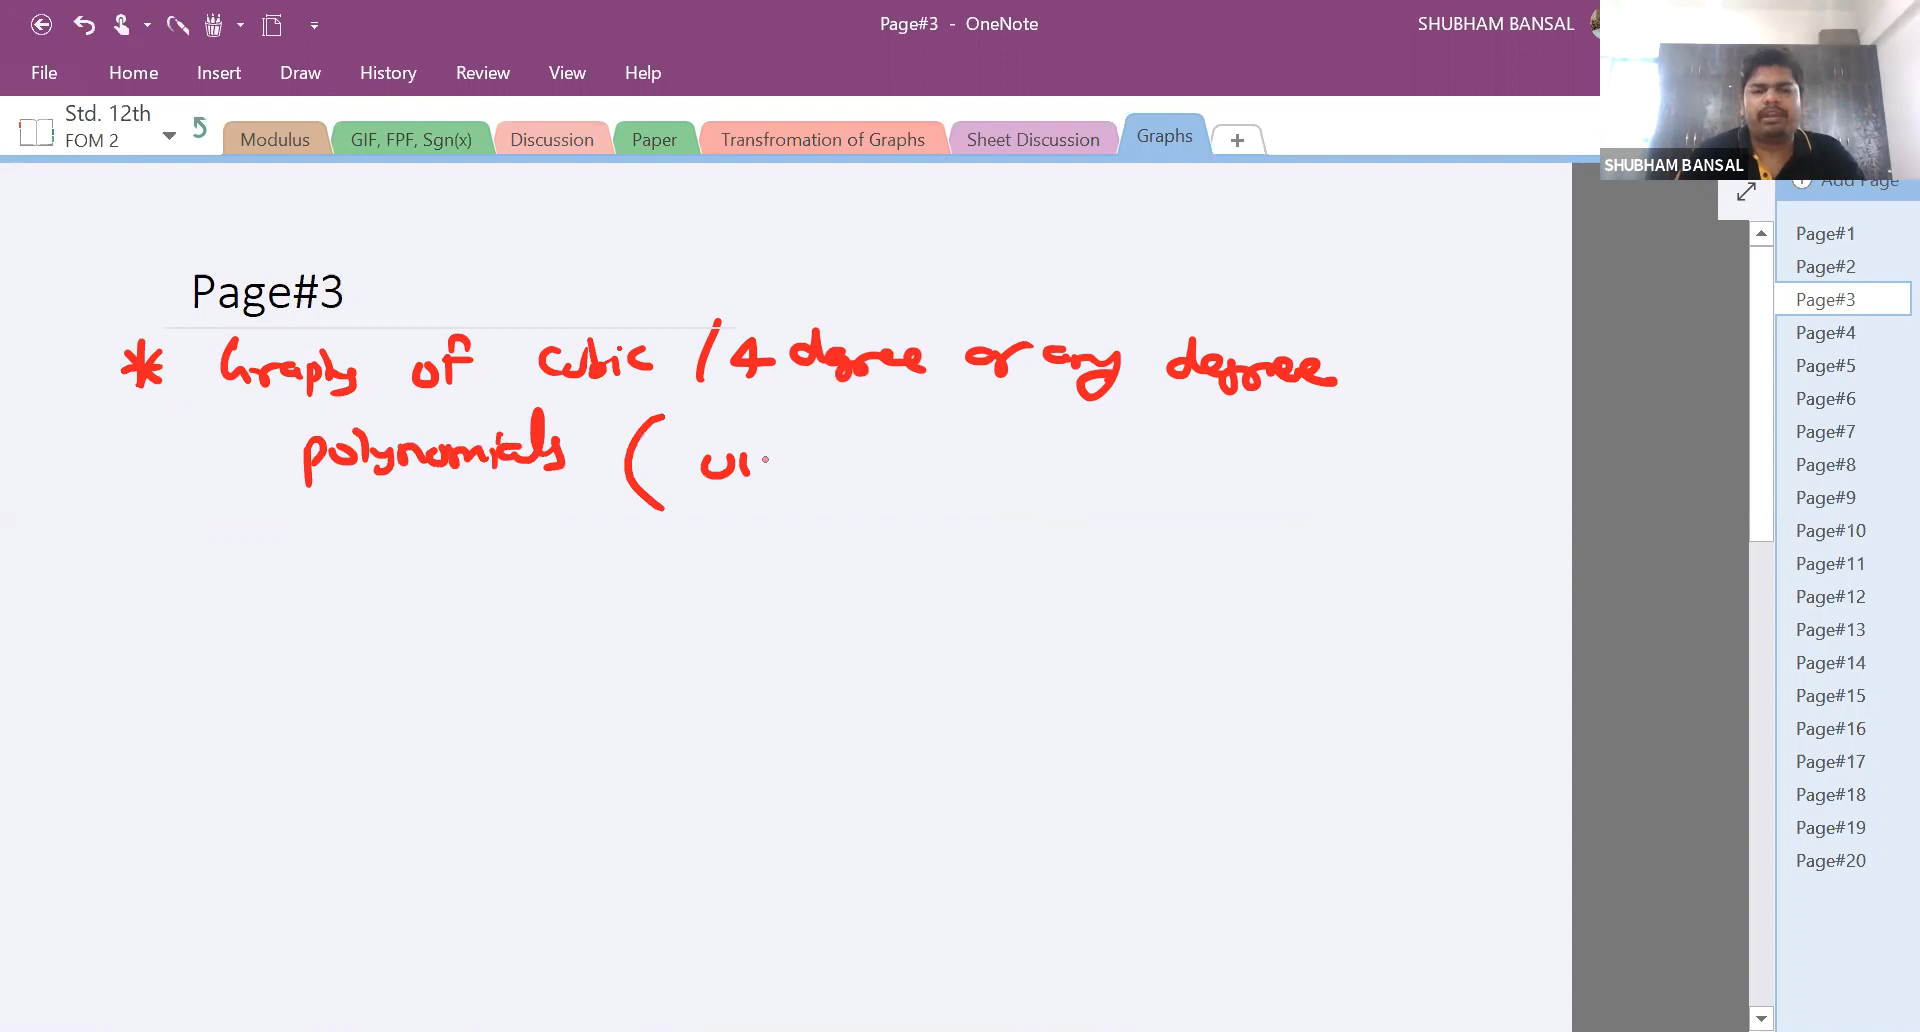 Page#3 - OneNote
SHUBHAM BANSAL
File Home Insert Draw History Review View Help
Std. 12th
FOM 2
Modulus GIF, FPF, Sgn(x) Discussion Paper Transfromation of Graphs Sheet Discussion Graphs +
SHUBHAM BANSAL
Add Page
Page#3
* Graphs of cubic / 4 degree or any degree
polynomials (
Page#1
Page#2
Page#3
Page#4
Page#5
Page#6
Page#7
Page#8
Page#9
Page#10
Page#11
Page#12
Page#13
Page#14
Page#15
Page#16
Page#17
Page#18
Page#19
Page#20